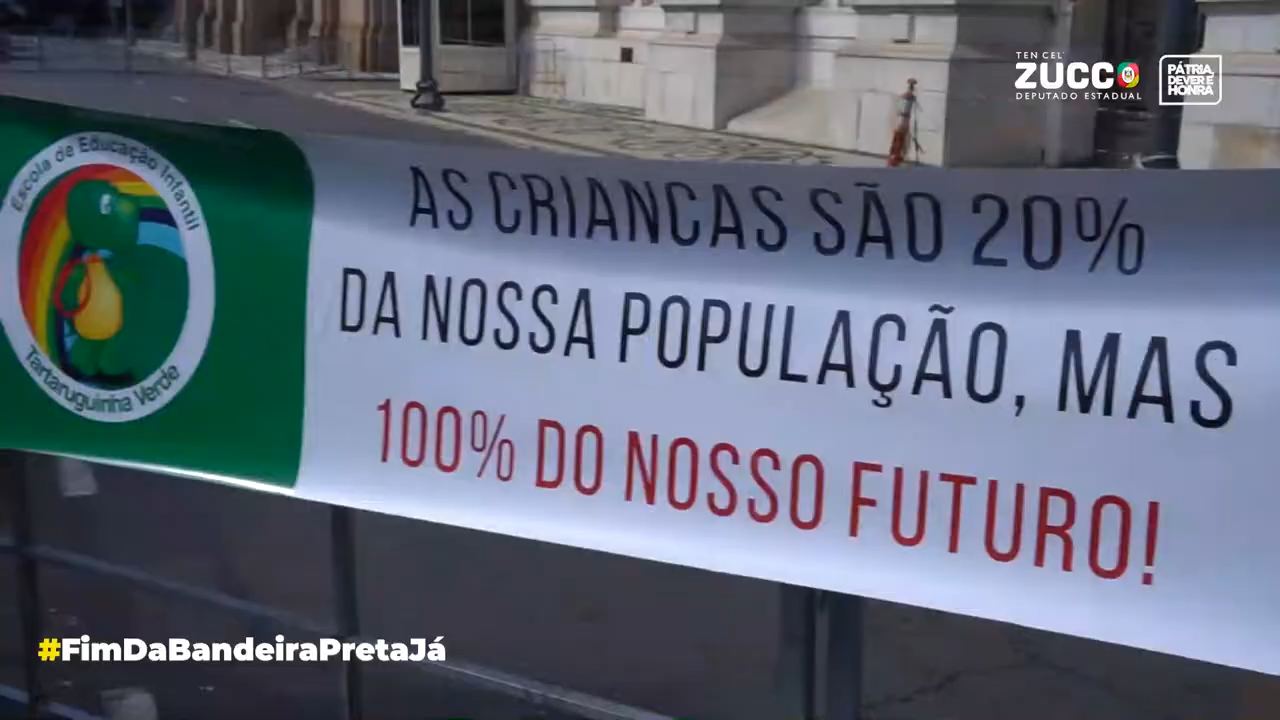 TEN CEL
ZUCCO
DEPUTADO ESTADUAL
PÁTRIA,
DEVER E
HONRA
Escola de Educação Infantil
Tartaruguinha Verde
AS CRIANCAS SÃO 20%
DA NOSSA POPULAÇÃO, MAS
100% DO NOSSO FUTURO!
#FimDaBandeiraPretaJá